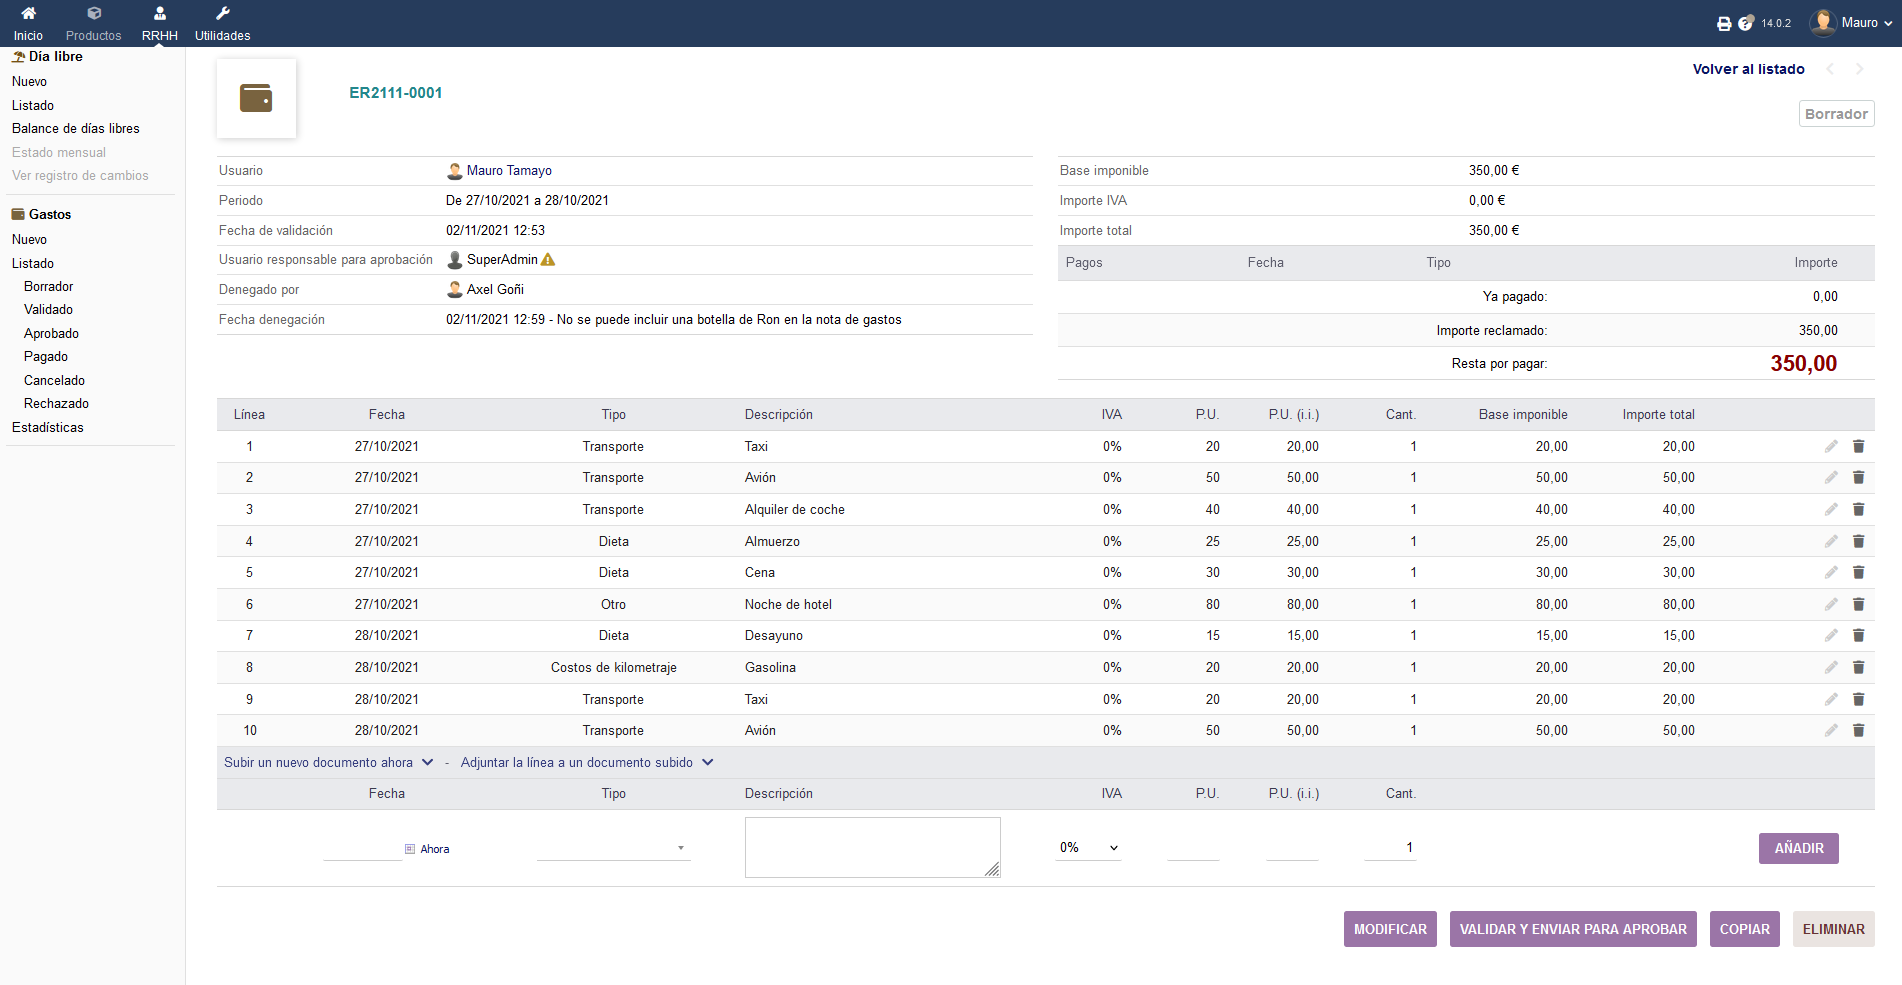 Inicio Productos RRHH Utilidades 14.0.2 Mauro
Día libre
Nuevo
Listado
Balance de días libres
Estado mensual
Ver registro de cambios
Gastos
Nuevo
Listado
Borrador
Validado
Aprobado
Pagado
Cancelado
Rechazado
Estadísticas
ER2111-0001
Volver al listado
Borrador
Usuario Mauro Tamayo
Periodo De 27/10/2021 a 28/10/2021
Fecha de validación 02/11/2021 12:53
Usuario responsable para aprobación SuperAdmin
Denegado por Axel Goñi
Fecha denegación 02/11/2021 12:59 - No se puede incluir una botella de Ron en la nota de gastos
Base imponible 350,00 €
Importe IVA 0,00 €
Importe total 350,00 €
Pagos Fecha Tipo Importe
Ya pagado: 0,00
Importe reclamado: 350,00
Resta por pagar: 350,00
Línea Fecha Tipo Descripción IVA P.U. P.U. (i.i.) Cant. Base imponible Importe total
1 27/10/2021 Transporte Taxi 0% 20 20,00 1 20,00 20,00
2 27/10/2021 Transporte Avión 0% 50 50,00 1 50,00 50,00
3 27/10/2021 Transporte Alquiler de coche 0% 40 40,00 1 40,00 40,00
4 27/10/2021 Dieta Almuerzo 0% 25 25,00 1 25,00 25,00
5 27/10/2021 Dieta Cena 0% 30 30,00 1 30,00 30,00
6 27/10/2021 Otro Noche de hotel 0% 80 80,00 1 80,00 80,00
7 28/10/2021 Dieta Desayuno 0% 15 15,00 1 15,00 15,00
8 28/10/2021 Costos de kilometraje Gasolina 0% 20 20,00 1 20,00 20,00
9 28/10/2021 Transporte Taxi 0% 20 20,00 1 20,00 20,00
10 28/10/2021 Transporte Avión 0% 50 50,00 1 50,00 50,00
Subir un nuevo documento ahora - Adjuntar la línea a un documento subido
Fecha Tipo Descripción IVA P.U. P.U. (i.i.) Cant.
Ahora 0% 1 AÑADIR
MODIFICAR VALIDAR Y ENVIAR PARA APROBAR COPIAR ELIMINAR